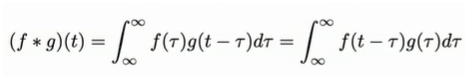 (f * g)(t) = ∫_∞^∞ f(τ)g(t − τ)dτ = ∫_∞^∞ f(t − τ)g(τ)dτ